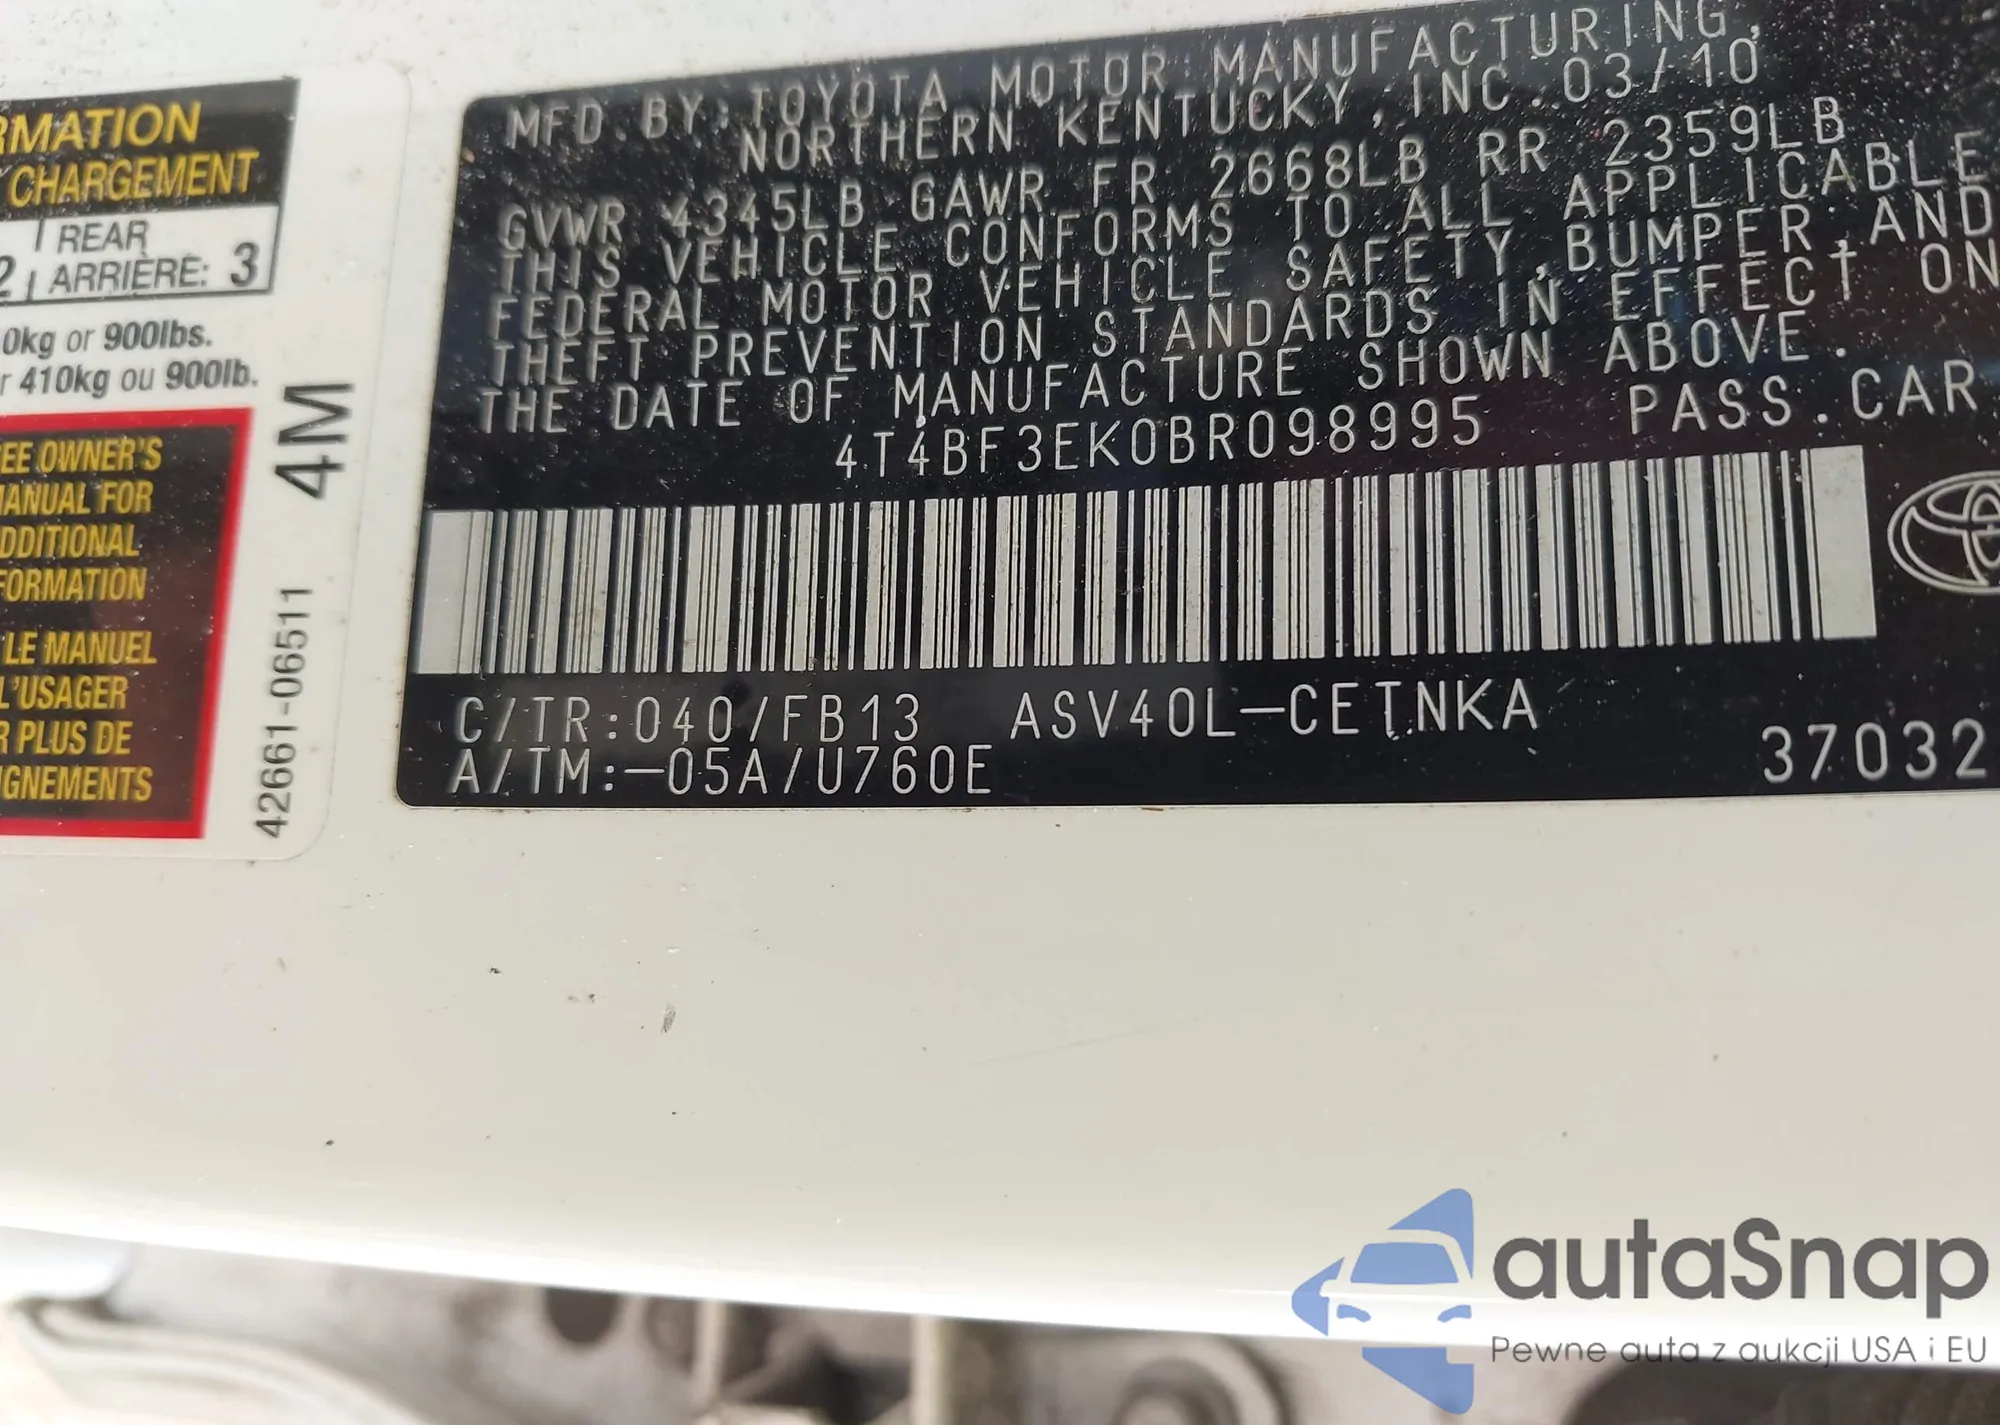 RMATION
CHARGEMENT
2 REAR
ARRIÈRE: 3
0kg or 900lbs.
r 410kg ou 900lb.
EE OWNER'S
MANUAL FOR
DDITIONAL
FORMATION
LE MANUEL
L'USAGER
R PLUS DE
IGNEMENTS
4M
42661-06511
MFD. BY: TOYOTA MOTOR MANUFACTURING,
NORTHERN KENTUCKY, INC. 03/10
GVWR 4345LB GAWR FR 2668LB RR 2359LB
THIS VEHICLE CONFORMS TO ALL APPLICABLE
FEDERAL MOTOR VEHICLE SAFETY, BUMPER, AND
THEFT PREVENTION STANDARDS IN EFFECT ON
THE DATE OF MANUFACTURE SHOWN ABOVE.
4T4BF3EK0BR098995 PASS. CAR
C/TR:040/FB13 ASV40L-CETNKA
A/TM:-05A/U760E 37032
autaSnap
Pewne auta z aukcji USA i EU